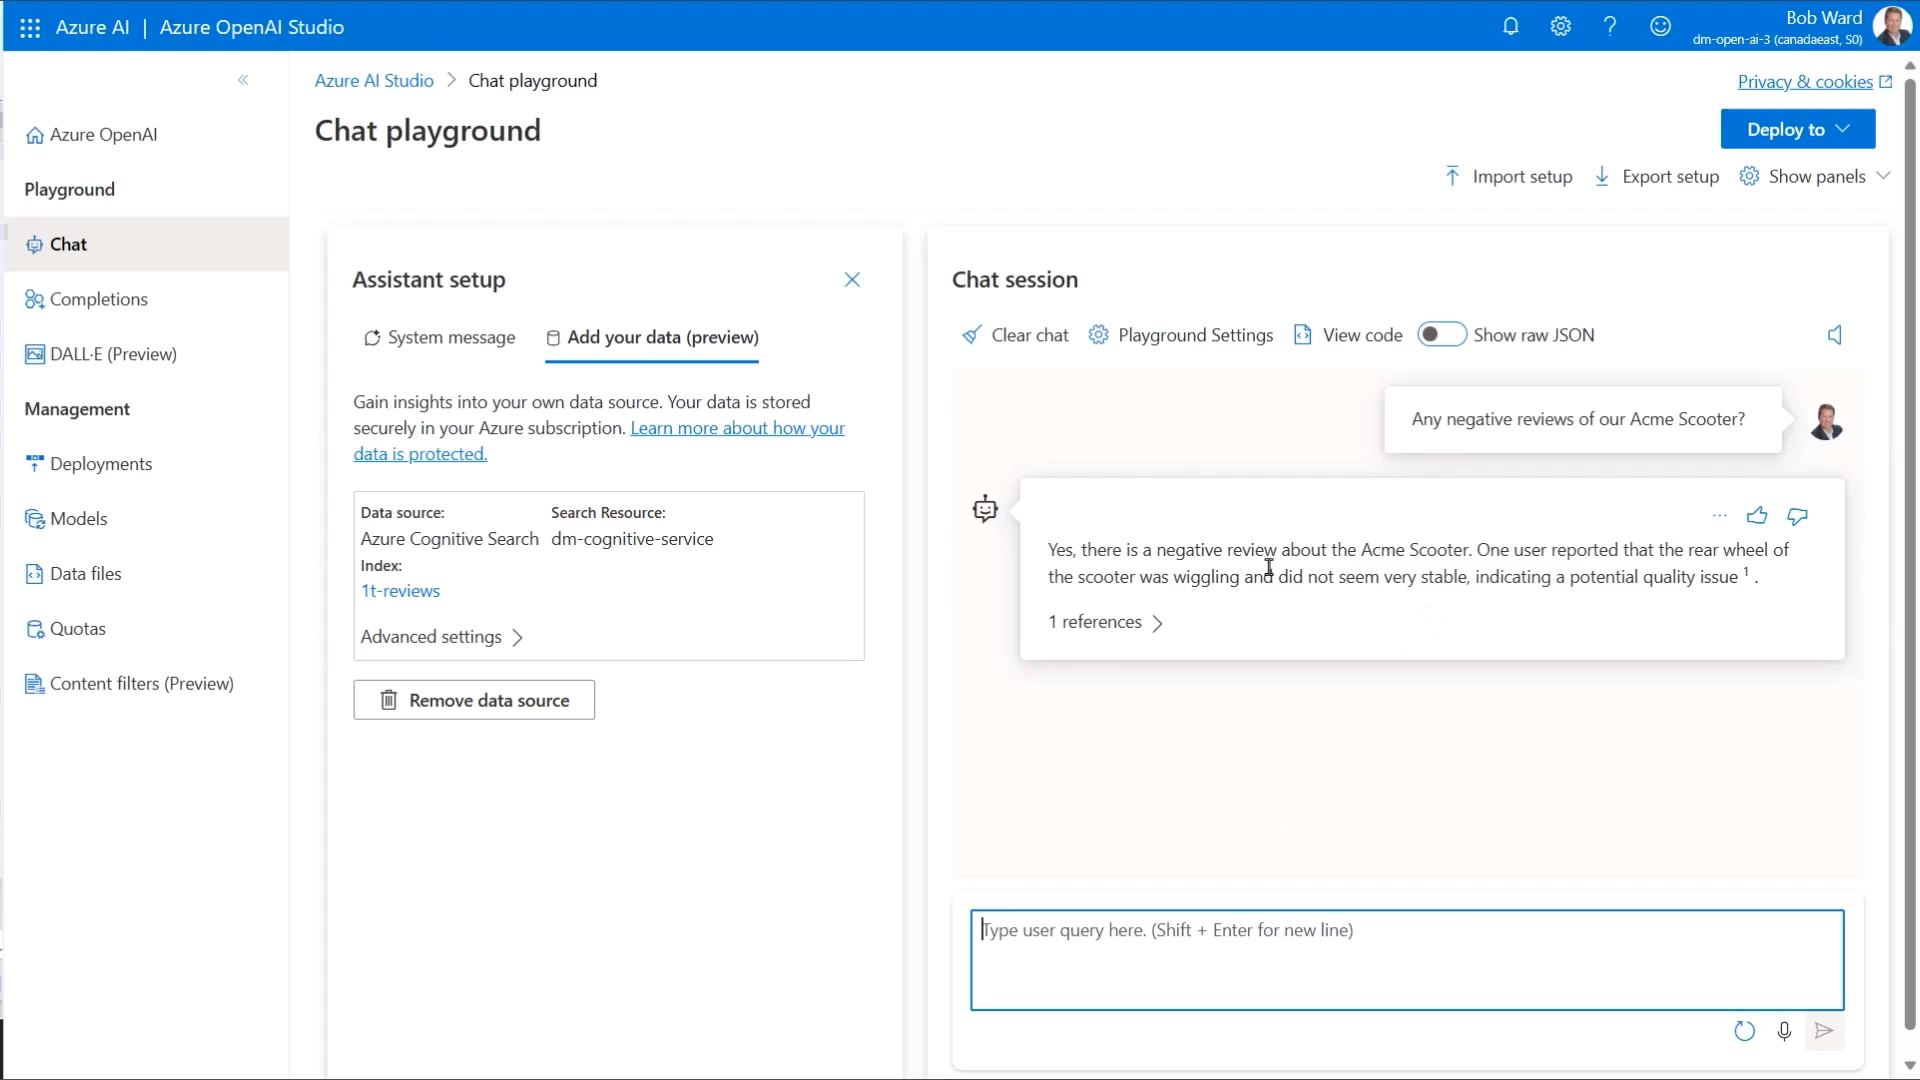 Azure AI | Azure OpenAI Studio
Bob Ward
dm-open-ai-3 (canadaeast, S0)
Azure OpenAI
Playground
Chat
Completions
DALL·E (Preview)
Management
Deployments
Models
Data files
Quotas
Content filters (Preview)
Azure AI Studio > Chat playground
Privacy & cookies
Chat playground
Deploy to
Import setup
Export setup
Show panels
Assistant setup
System message
Add your data (preview)
Gain insights into your own data source. Your data is stored
securely in your Azure subscription. Learn more about how your
data is protected.
Data source:
Azure Cognitive Search
Search Resource:
dm-cognitive-service
Index:
1t-reviews
Advanced settings
Remove data source
Chat session
Clear chat
Playground Settings
View code
Show raw JSON
Any negative reviews of our Acme Scooter?
Yes, there is a negative review about the Acme Scooter. One user reported that the rear wheel of
the scooter was wiggling and did not seem very stable, indicating a potential quality issue 1 .
1 references
Type user query here. (Shift + Enter for new line)